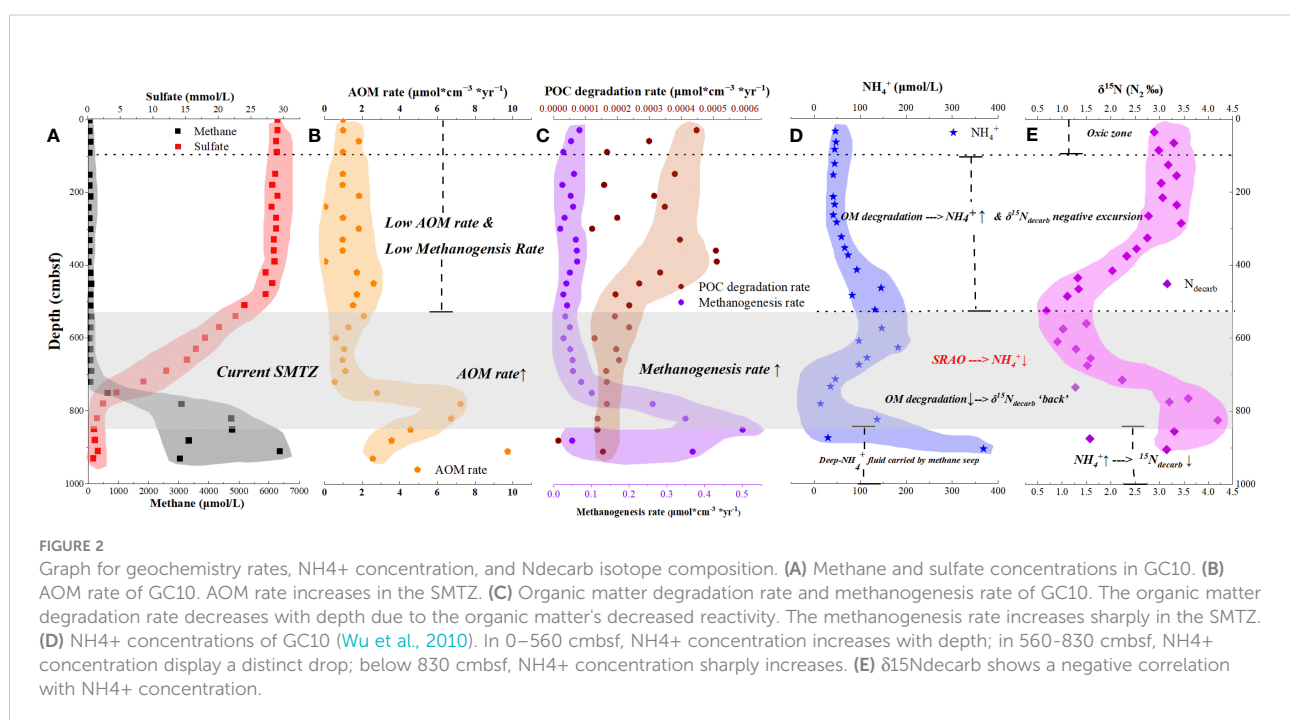 Sulfate (mmol/L)
0 5 10 15 20 25 30
AOM rate (µmol*cm⁻³ *yr⁻¹)
0 2 4 6 8 10
POC degradation rate (µmol*cm⁻³ *yr⁻¹)
0.0000 0.0001 0.0002 0.0003 0.0004 0.0005 0.0006
NH₄⁺ (µmol/L)
0 100 200 300 400
δ¹⁵N (N₂ ‰)
0.5 1.0 1.5 2.0 2.5 3.0 3.5 4.0 4.5
A
B
C
D
E
Methane
Sulfate
NH₄⁺
Oxic zone
Depth (cmbsf)
0
200
400
600
800
1000
Low AOM rate &
Low Methanogensis Rate
OM degradation ---> NH₄⁺ ↑ & δ¹⁵Ndecarb negative excursion
POC degradation rate
Methanogenesis rate
Ndecarb
Current SMTZ
AOM rate↑
Methanogenesis rate ↑
SRAO ---> NH₄⁺↓
OM degradation↓--> δ¹⁵Ndecarb 'back'
AOM rate
Deep-NH₄⁺ fluid carried by methane seep
NH₄⁺↑ ---> ¹⁵Ndecarb ↓
0
200
400
600
800
1000
0 1000 2000 3000 4000 5000 6000 7000
Methane (µmol/L)
0 2 4 6 8 10
0.0 0.1 0.2 0.3 0.4 0.5
Methanogenesis rate (µmol*cm⁻³ *yr⁻¹)
0 100 200 300 400
0.5 1.0 1.5 2.0 2.5 3.0 3.5 4.0 4.5
FIGURE 2
Graph for geochemistry rates, NH4+ concentration, and Ndecarb isotope composition. (A) Methane and sulfate concentrations in GC10. (B)
AOM rate of GC10. AOM rate increases in the SMTZ. (C) Organic matter degradation rate and methanogenesis rate of GC10. The organic matter
degradation rate decreases with depth due to the organic matter's decreased reactivity. The methanogenesis rate increases sharply in the SMTZ.
(D) NH4+ concentrations of GC10 (Wu et al., 2010). In 0–560 cmbsf, NH4+ concentration increases with depth; in 560-830 cmbsf, NH4+
concentration display a distinct drop; below 830 cmbsf, NH4+ concentration sharply increases. (E) δ15Ndecarb shows a negative correlation
with NH4+ concentration.